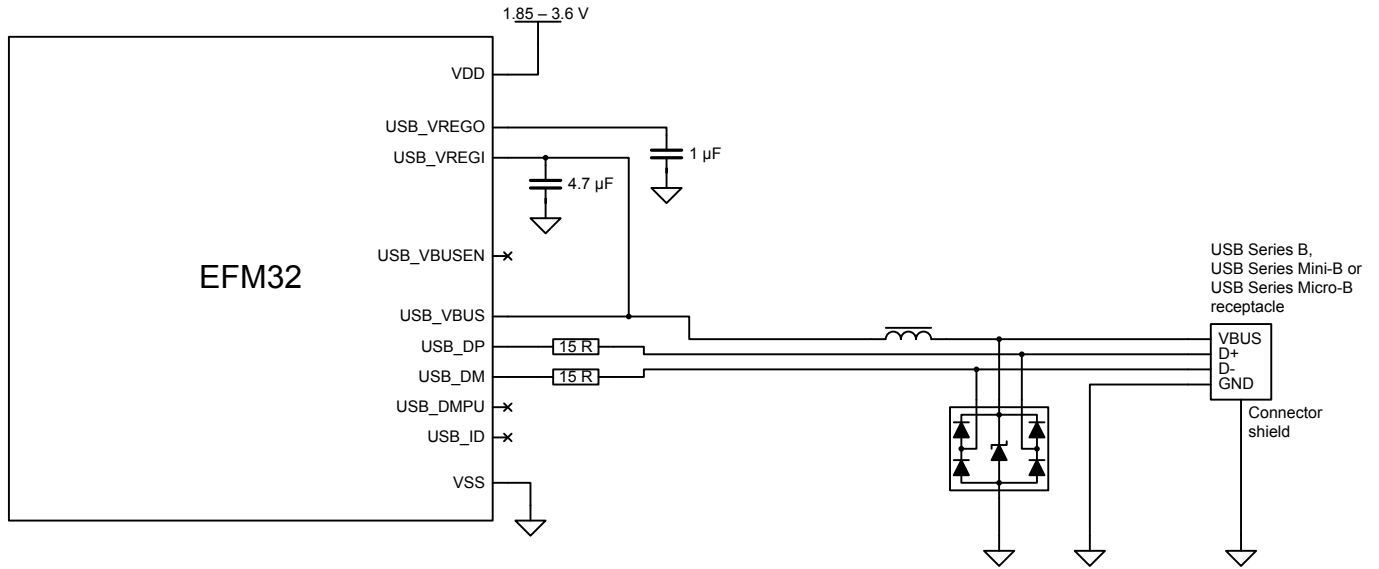 1.85 – 3.6 V
VDD
USB_VREGO
USB_VREGI
1 µF
4.7 µF
USB_VBUSEN
EFM32
USB Series B,
USB Series Mini-B or
USB Series Micro-B
receptacle
USB_VBUS
USB_DP
15 R
USB_DM
15 R
USB_DMPU
USB_ID
VSS
VBUS
D+
D-
GND
Connector
shield